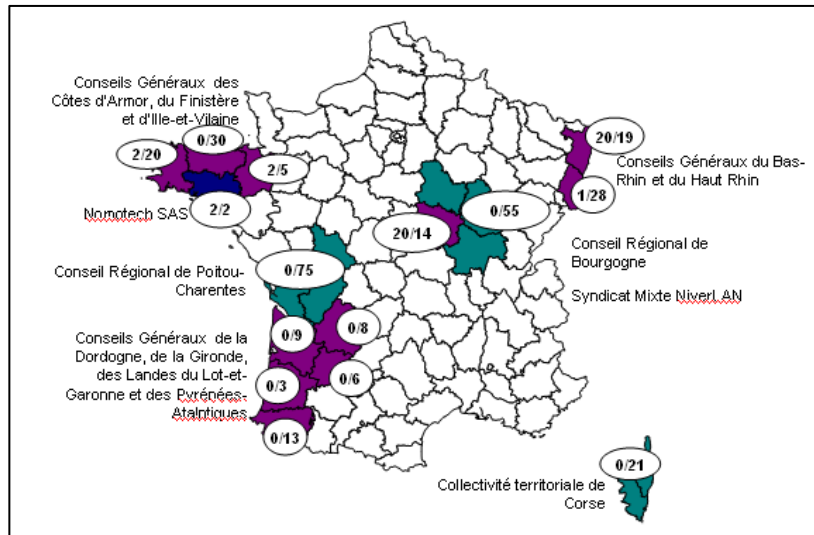 Conseils Généraux des
Côtes d'Armor, du Finistère
et d'Ille-et-Vilaine
0/30
2/20
2/5
2/2
Nomotech SAS
20/19
Conseils Généraux du Bas-
Rhin et du Haut Rhin
1/28
0/55
20/14
Conseil Régional de
Bourgogne
Syndicat Mixte NiverLAN
0/75
Conseil Régional de Poitou-
Charentes
0/9
0/8
Conseils Généraux de la
Dordogne, de la Gironde,
des Landes du Lot-et-
Garonne et des Pyrénées-
Atalntiques
0/3
0/6
0/13
0/21
Collectivité territoriale de
Corse